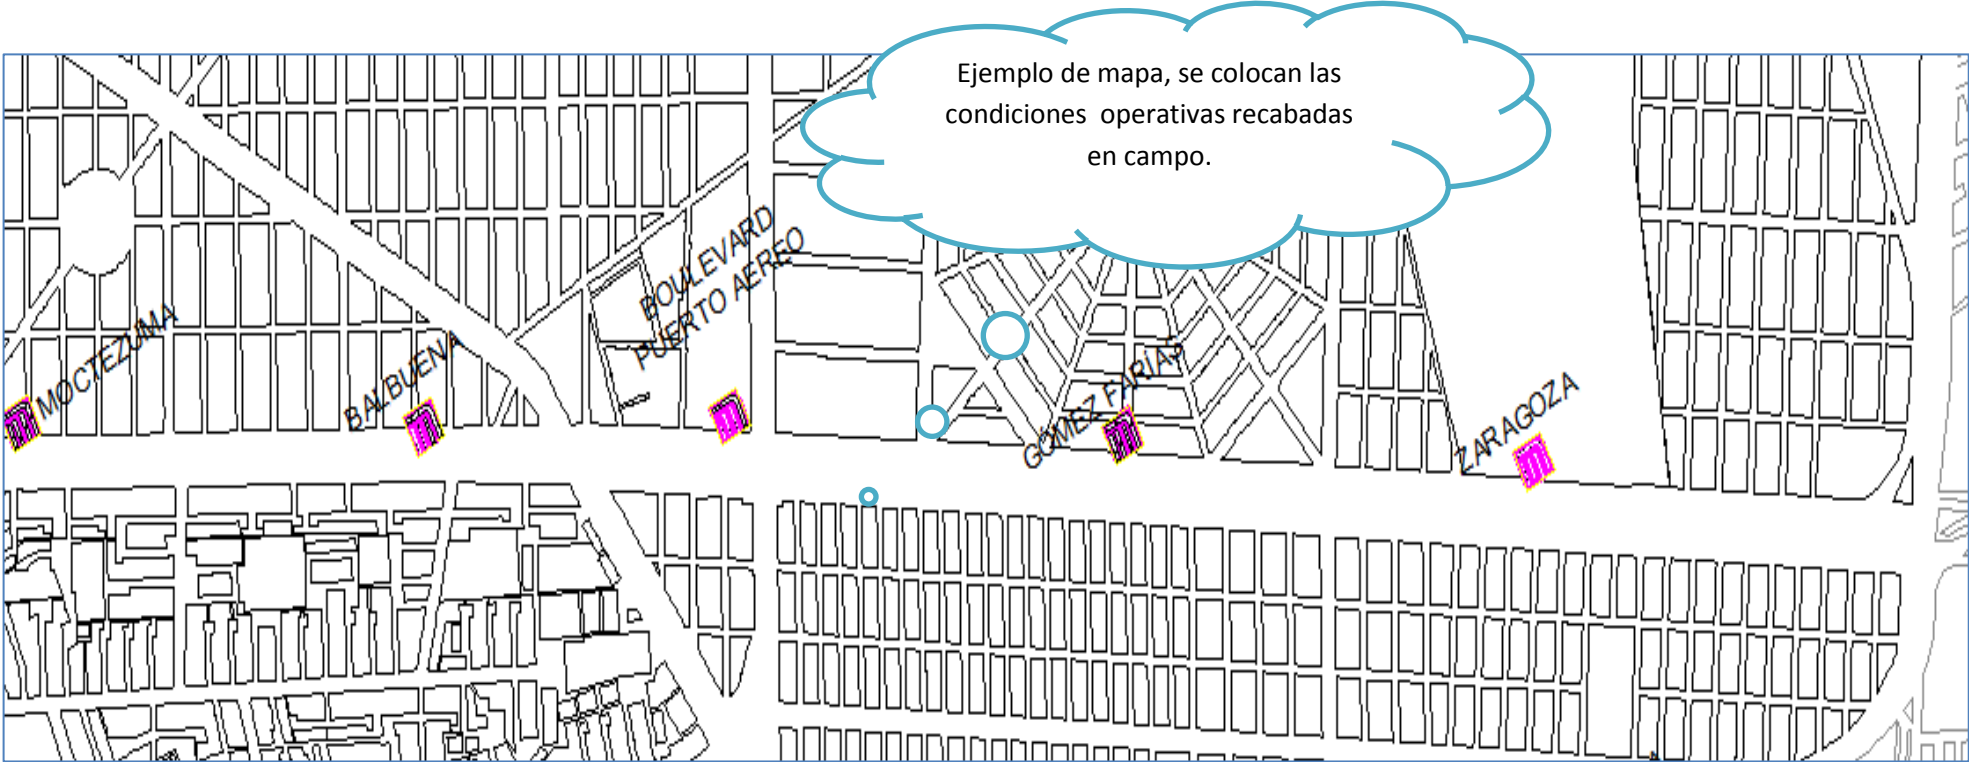 Ejemplo de mapa, se colocan las
condiciones operativas recabadas
en campo.
MOCTEZUMA
BALBUENA
BOULEVARD
PUERTO AEREO
GÓMEZ FARÍAS
ZARAGOZA